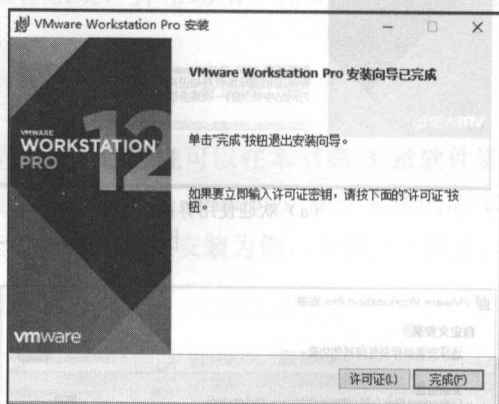 VMware Workstation Pro 安装
VMware Workstation Pro 安装向导已完成
VMWARE
WORKSTATION
PRO
12
单击"完成"按钮退出安装向导。
如果要立即输入许可证密钥，请按下面的"许可证"按
钮。
vmware
许可证(L)
完成(F)